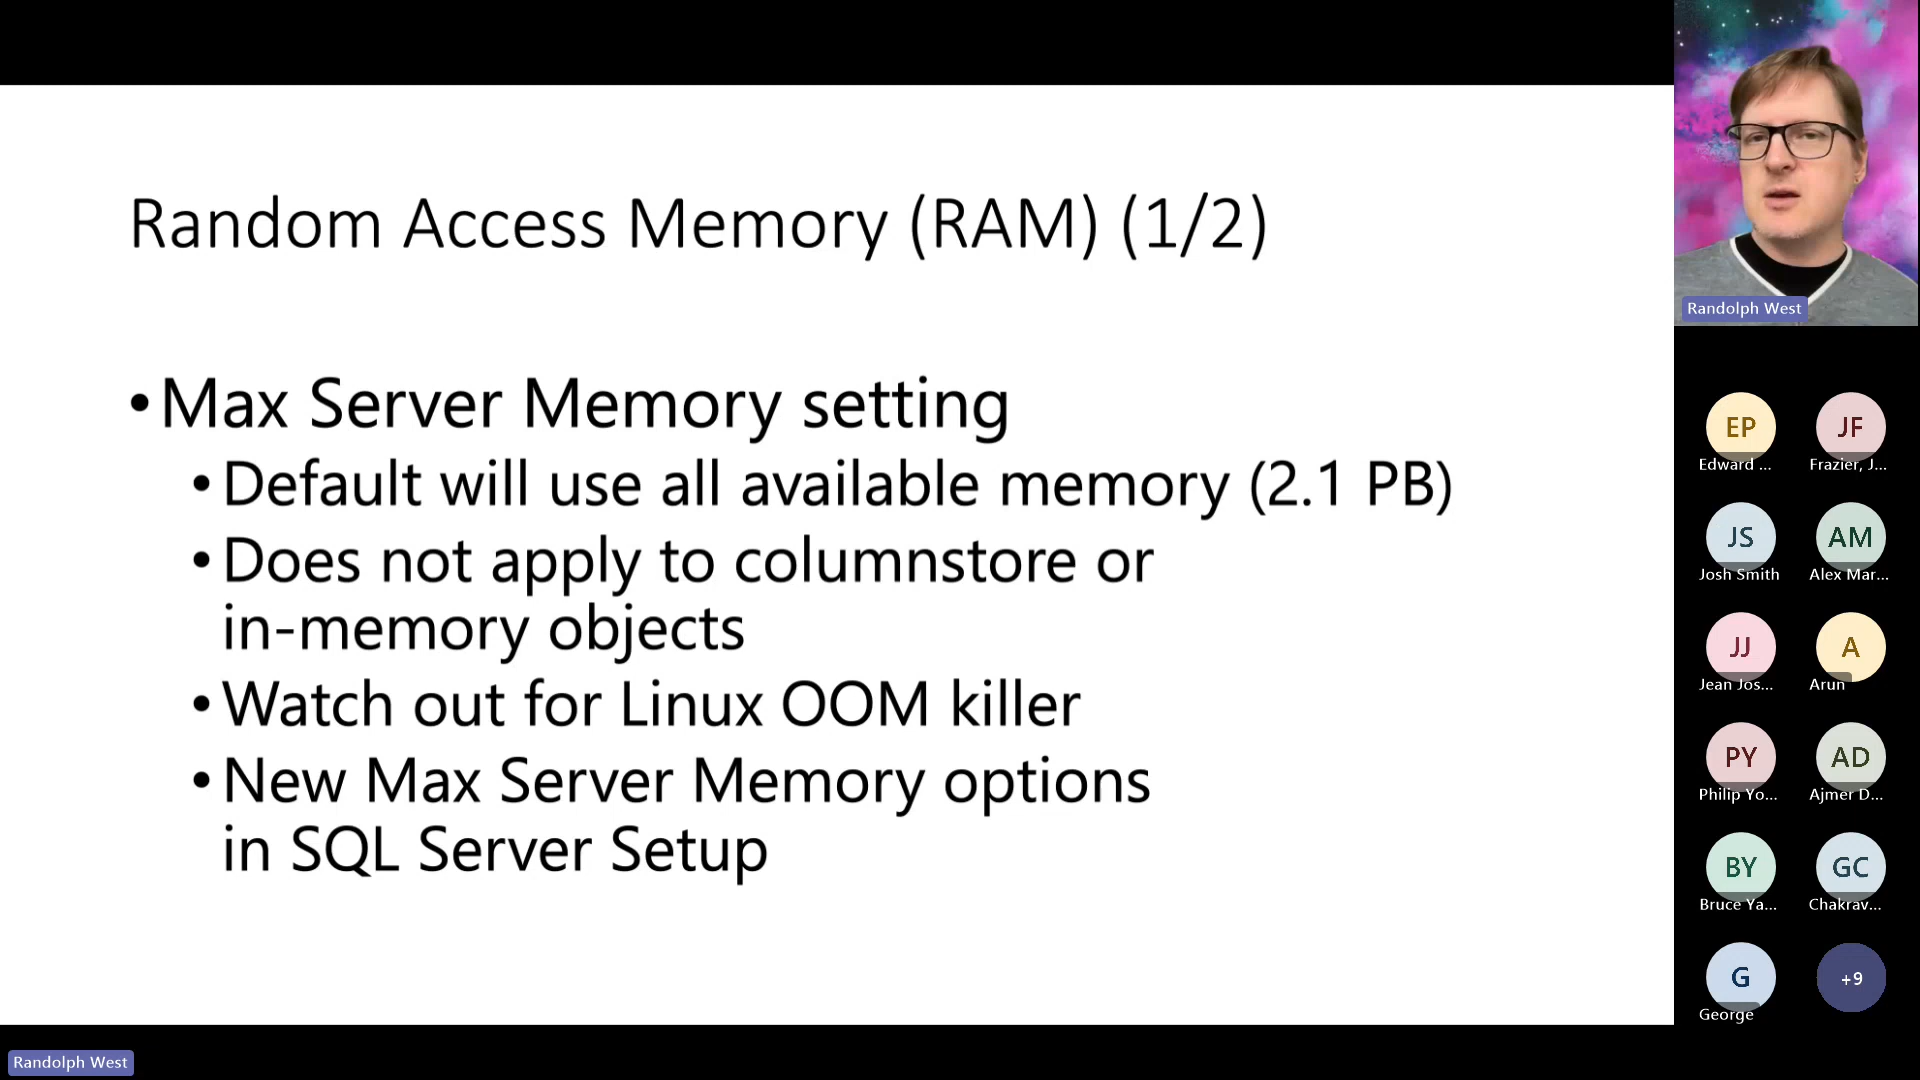 Random Access Memory (RAM) (1/2)
•Max Server Memory setting
•Default will use all available memory (2.1 PB)
•Does not apply to columnstore or
in-memory objects
•Watch out for Linux OOM killer
•New Max Server Memory options
in SQL Server Setup
Randolph West
EP JF
Edward ... Frazier, J...
JS AM
Josh Smith Alex Mar...
JJ A
Jean Jos... Arun
PY AD
Philip Yo... Ajmer D...
BY GC
Bruce Ya... Chakrav...
G +9
George
Randolph West